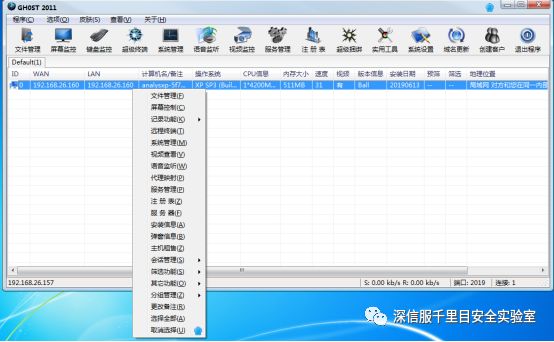 GHOST 2011
程序(C) 选项(O) 皮肤(S) 查看(V) 关于(H)
文件管理 屏幕监控 键盘监控 超级终端 系统管理 语音监听 视频监控 服务管理 注 册 表 超级捆绑 实用工具 系统设置 域名更新 创建客户 退出程序
Default(1)
ID WAN LAN 计算机名/备注 操作系统 CPU信息 内存大小 速度 视频 版本信息 安装日期 预筛 筛选 地理位置
0 192.168.26.160 192.168.26.160 analysxp-5f7... XP SP3 (Buil... 1*4200M... 511MB 31 有 Ball 20190613 局域网 对方和您在同一内部
文件管理(F)
屏幕控制(C)
记录功能(K)
远程终端(T)
系统管理(M)
视频查看(V)
语音监听(W)
代理映射(P)
服务管理(P)
注 册 表(Z)
服 务 器(F)
安装信息(A)
弹窗信息(B)
主机租售(Z)
会话管理(S)
筛选功能(S)
其它功能(O)
分组管理(Z)
更改备注(R)
选择全部(A)
取消选择(U)
192.168.26.157 S: 0.00 kb/s R: 0.00 kb/s 端口: 2019 连接: 1
深信服千里目安全实验室